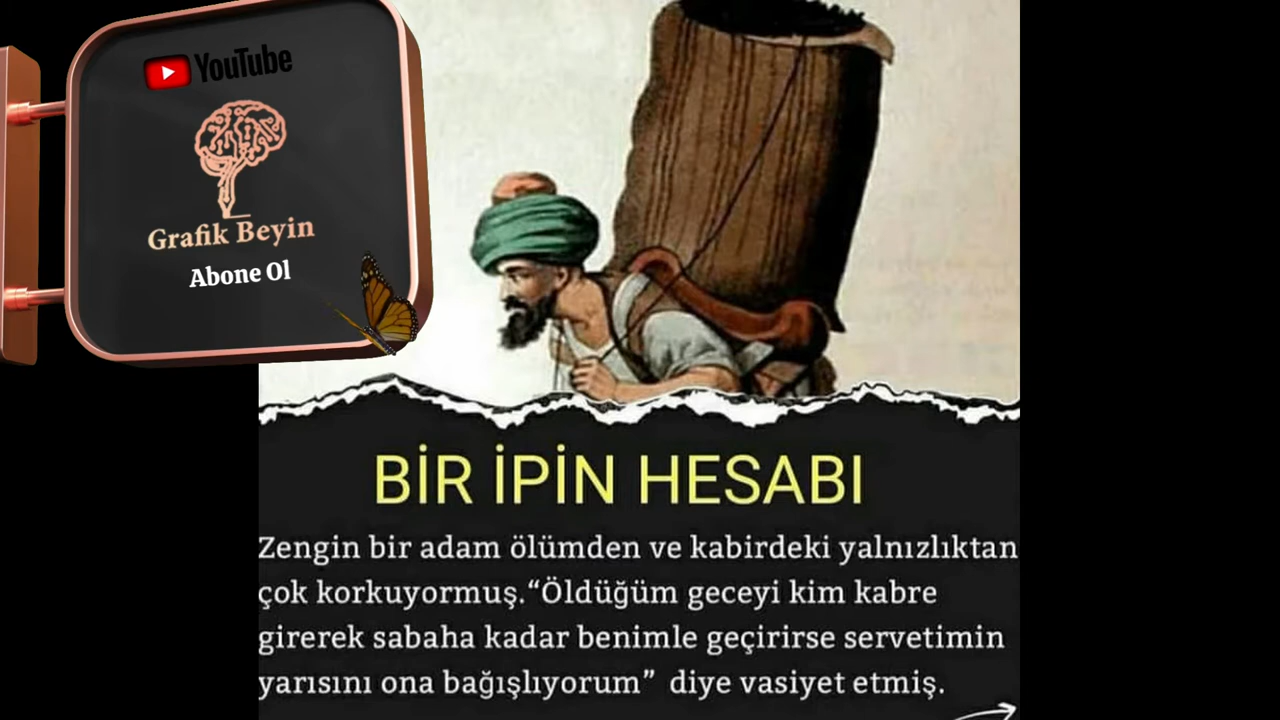 YouTube
Grafik Beyin
Abone Ol
BİR İPİN HESABI
Zengin bir adam ölümden ve kabirdeki yalnızlıktan
çok korkuyormuş.“Öldüğüm geceyi kim kabre
girerek sabaha kadar benimle geçirirse servetimin
yarısını ona bağışlıyorum” diye vasiyet etmiş.